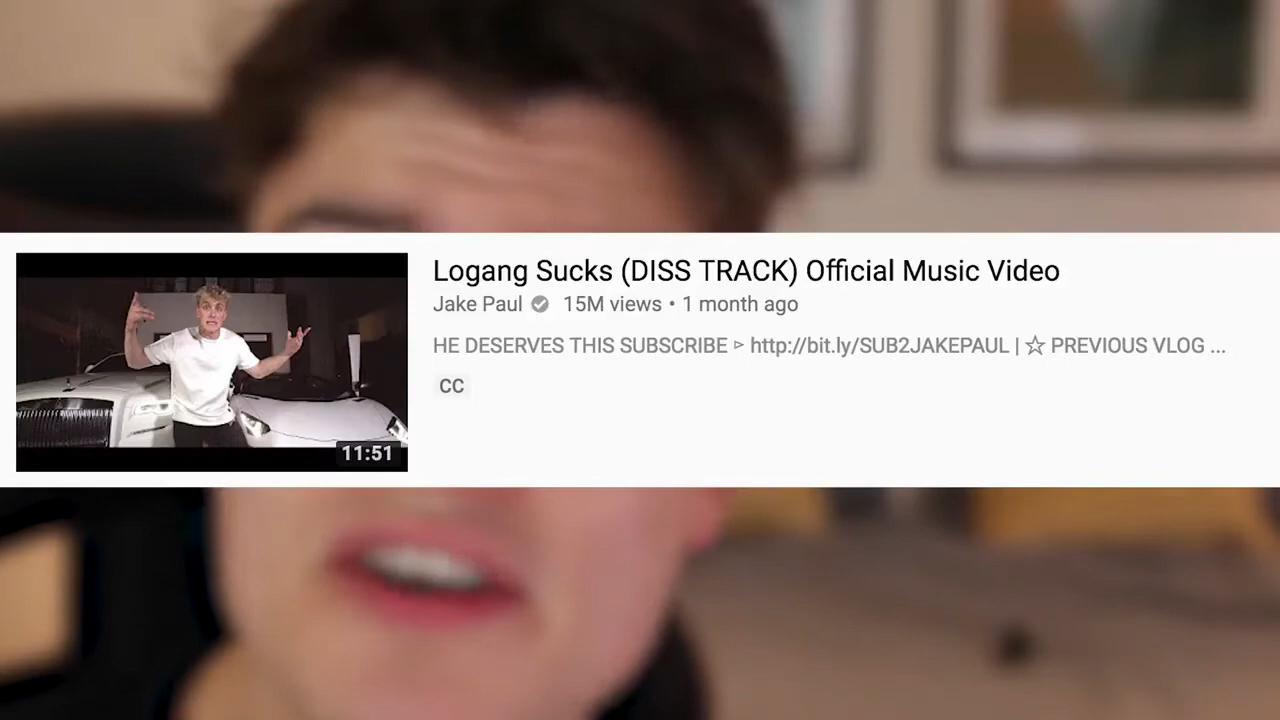 Logang Sucks (DISS TRACK) Official Music Video
Jake Paul 15M views • 1 month ago
HE DESERVES THIS SUBSCRIBE ▹ http://bit.ly/SUB2JAKEPAUL | ☆ PREVIOUS VLOG ...
CC
11:51